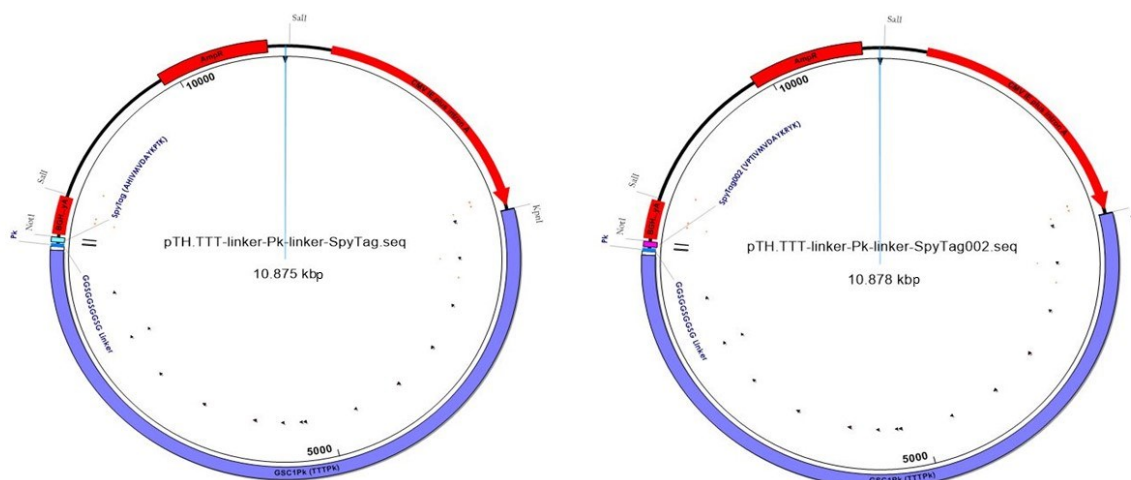 SalI
AmpR
10000
SalI
SpyTag (AHIVMVDAYKPTK)
NotI
Pk
KpnI
pTH.TTT-linker-Pk-linker-SpyTag.seq
10.875 kbp
GGSGGSGGSG Linker
5000
GSC1Pk (TTTPk)
SalI
AmpR
10000
SalI
SpyTag002 (VPTIVMVDAYKRYK)
NotI
Pk
pTH.TTT-linker-Pk-linker-SpyTag002.seq
10.878 kbp
GGSGGSGGSG Linker
5000
GSC1Pk (TTTPk)